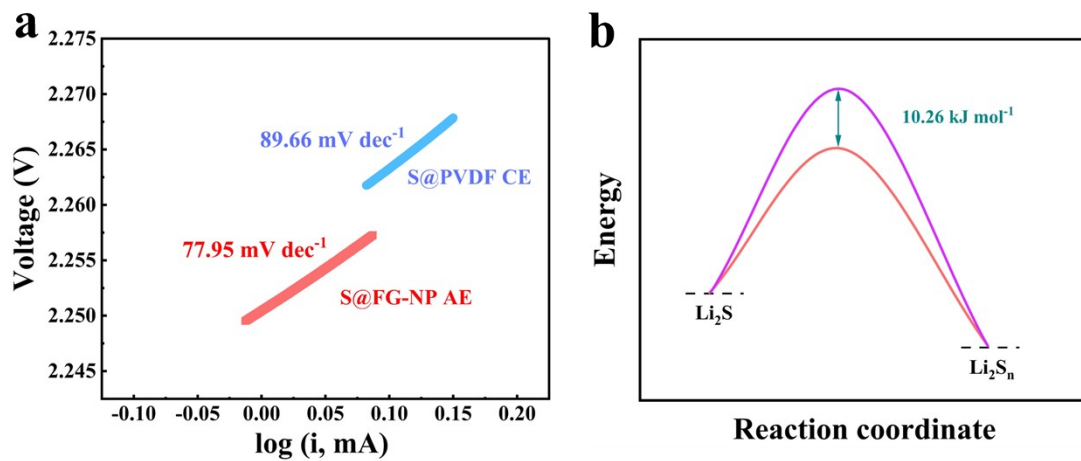 a
2.275
2.270
2.265
2.260
2.255
2.250
2.245
Voltage (V)
89.66 mV dec⁻¹
S@PVDF CE
77.95 mV dec⁻¹
S@FG-NP AE
-0.10 -0.05 0.00 0.05 0.10 0.15 0.20
log (i, mA)
b
Energy
10.26 kJ mol⁻¹
Li₂S
Li₂Sₙ
Reaction coordinate